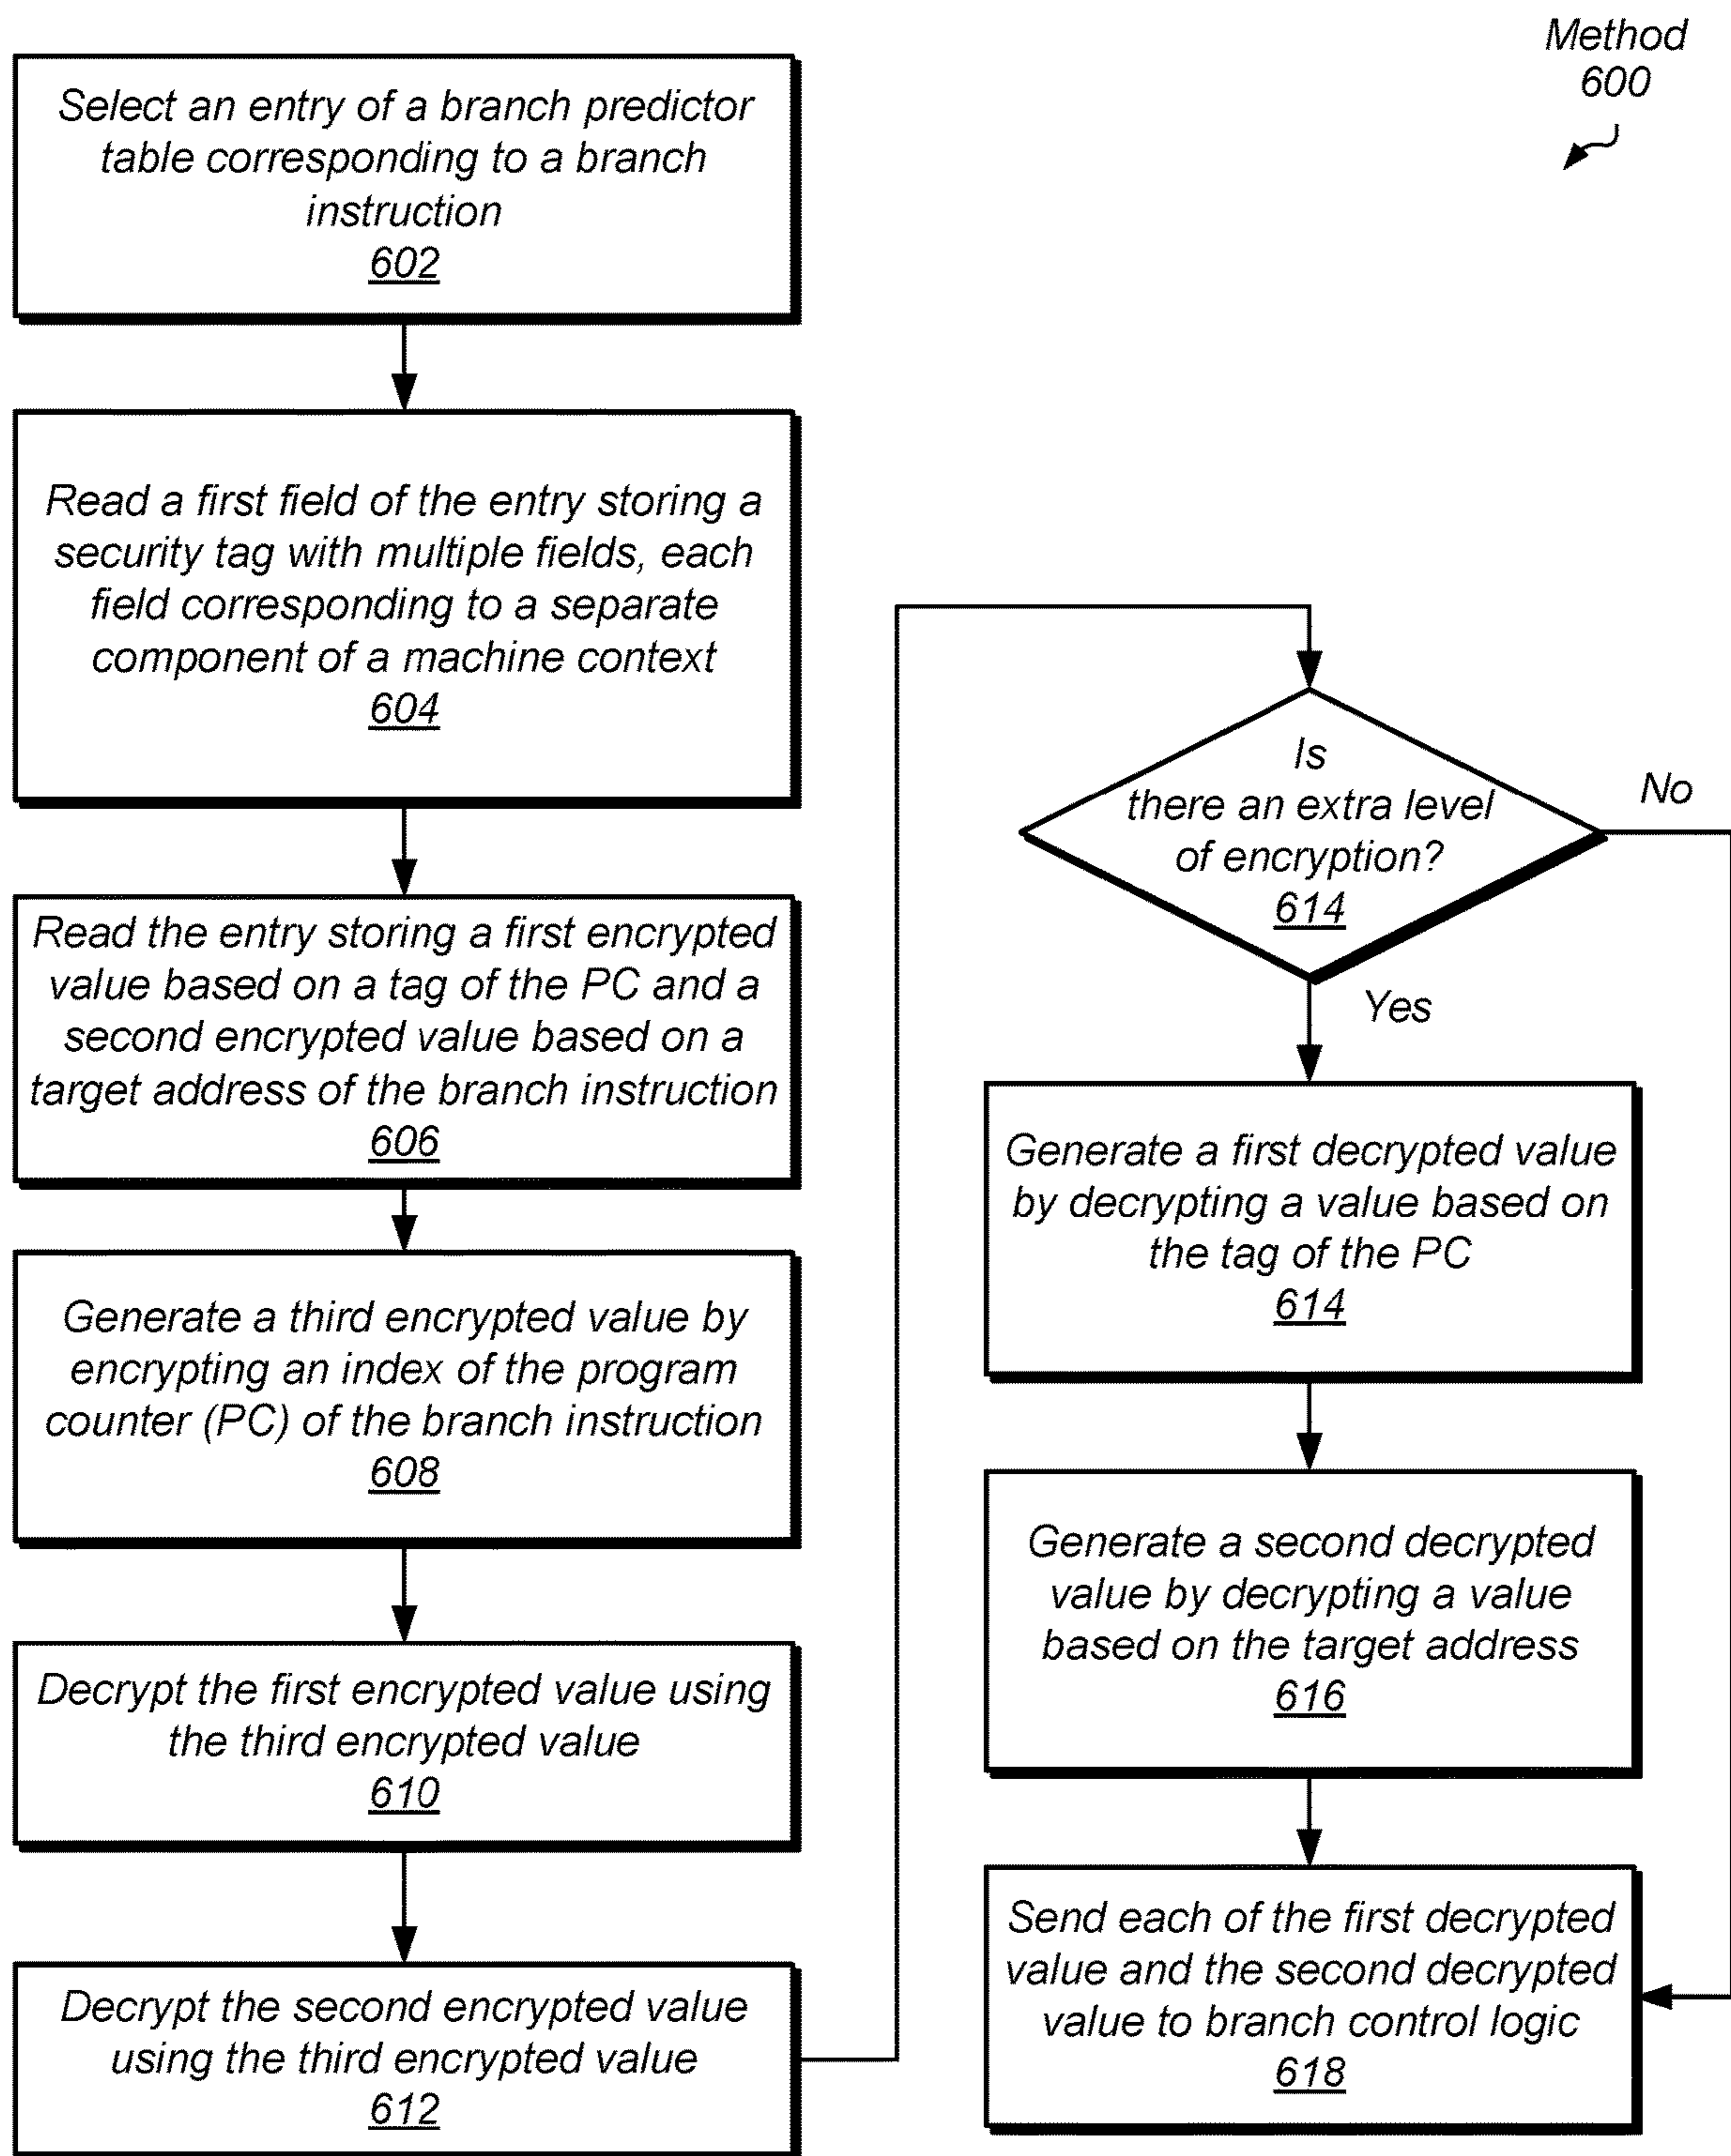 Method
600
Select an entry of a branch predictor
table corresponding to a branch
instruction
602
Read a first field of the entry storing a
security tag with multiple fields, each
field corresponding to a separate
component of a machine context
604
Read the entry storing a first encrypted
value based on a tag of the PC and a
second encrypted value based on a
target address of the branch instruction
606
Generate a third encrypted value by
encrypting an index of the program
counter (PC) of the branch instruction
608
Decrypt the first encrypted value using
the third encrypted value
610
Decrypt the second encrypted value
using the third encrypted value
612
Is
there an extra level
of encryption?
614
No
Yes
Generate a first decrypted value
by decrypting a value based on
the tag of the PC
614
Generate a second decrypted
value by decrypting a value
based on the target address
616
Send each of the first decrypted
value and the second decrypted
value to branch control logic
618